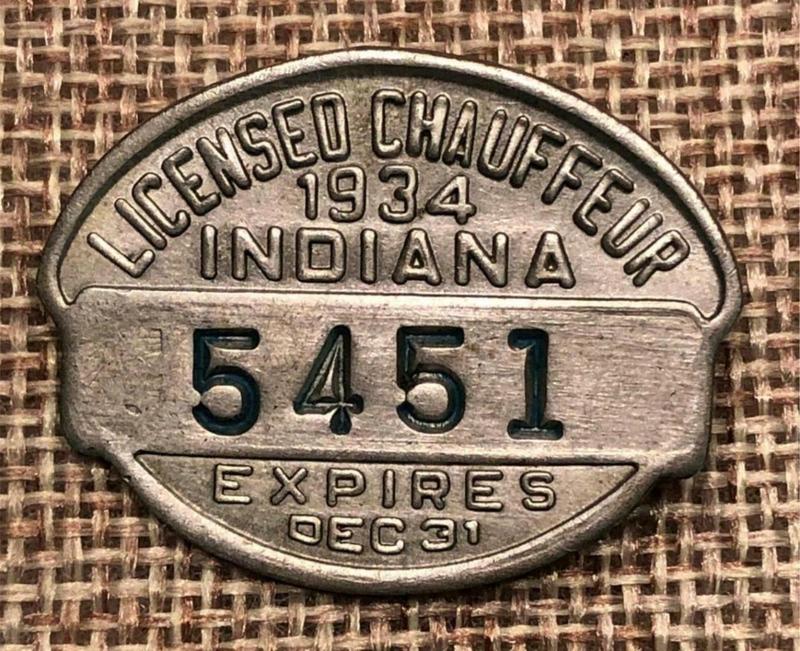 LICENSED CHAUFFEUR
1934
INDIANA
5451
EXPIRES
DEC 31